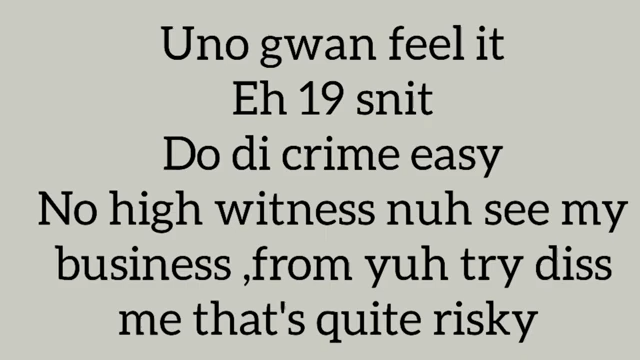 Uno gwan feel it
Eh 19 snit
Do di crime easy
No high witness nuh see my
business ,from yuh try diss
me that's quite risky